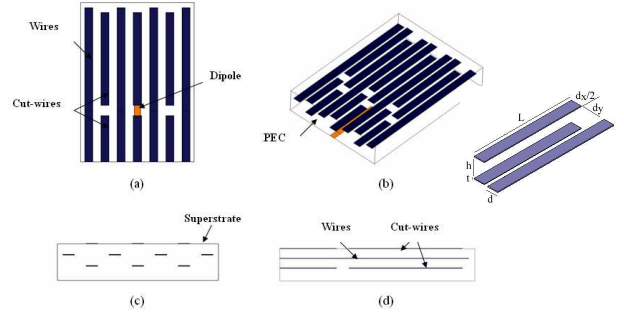 Wires
Dipole
Cut-wires
(a)
PEC
(b)
dx/2
dy
L
h
t
d
Superstrate
(c)
Wires
Cut-wires
(d)